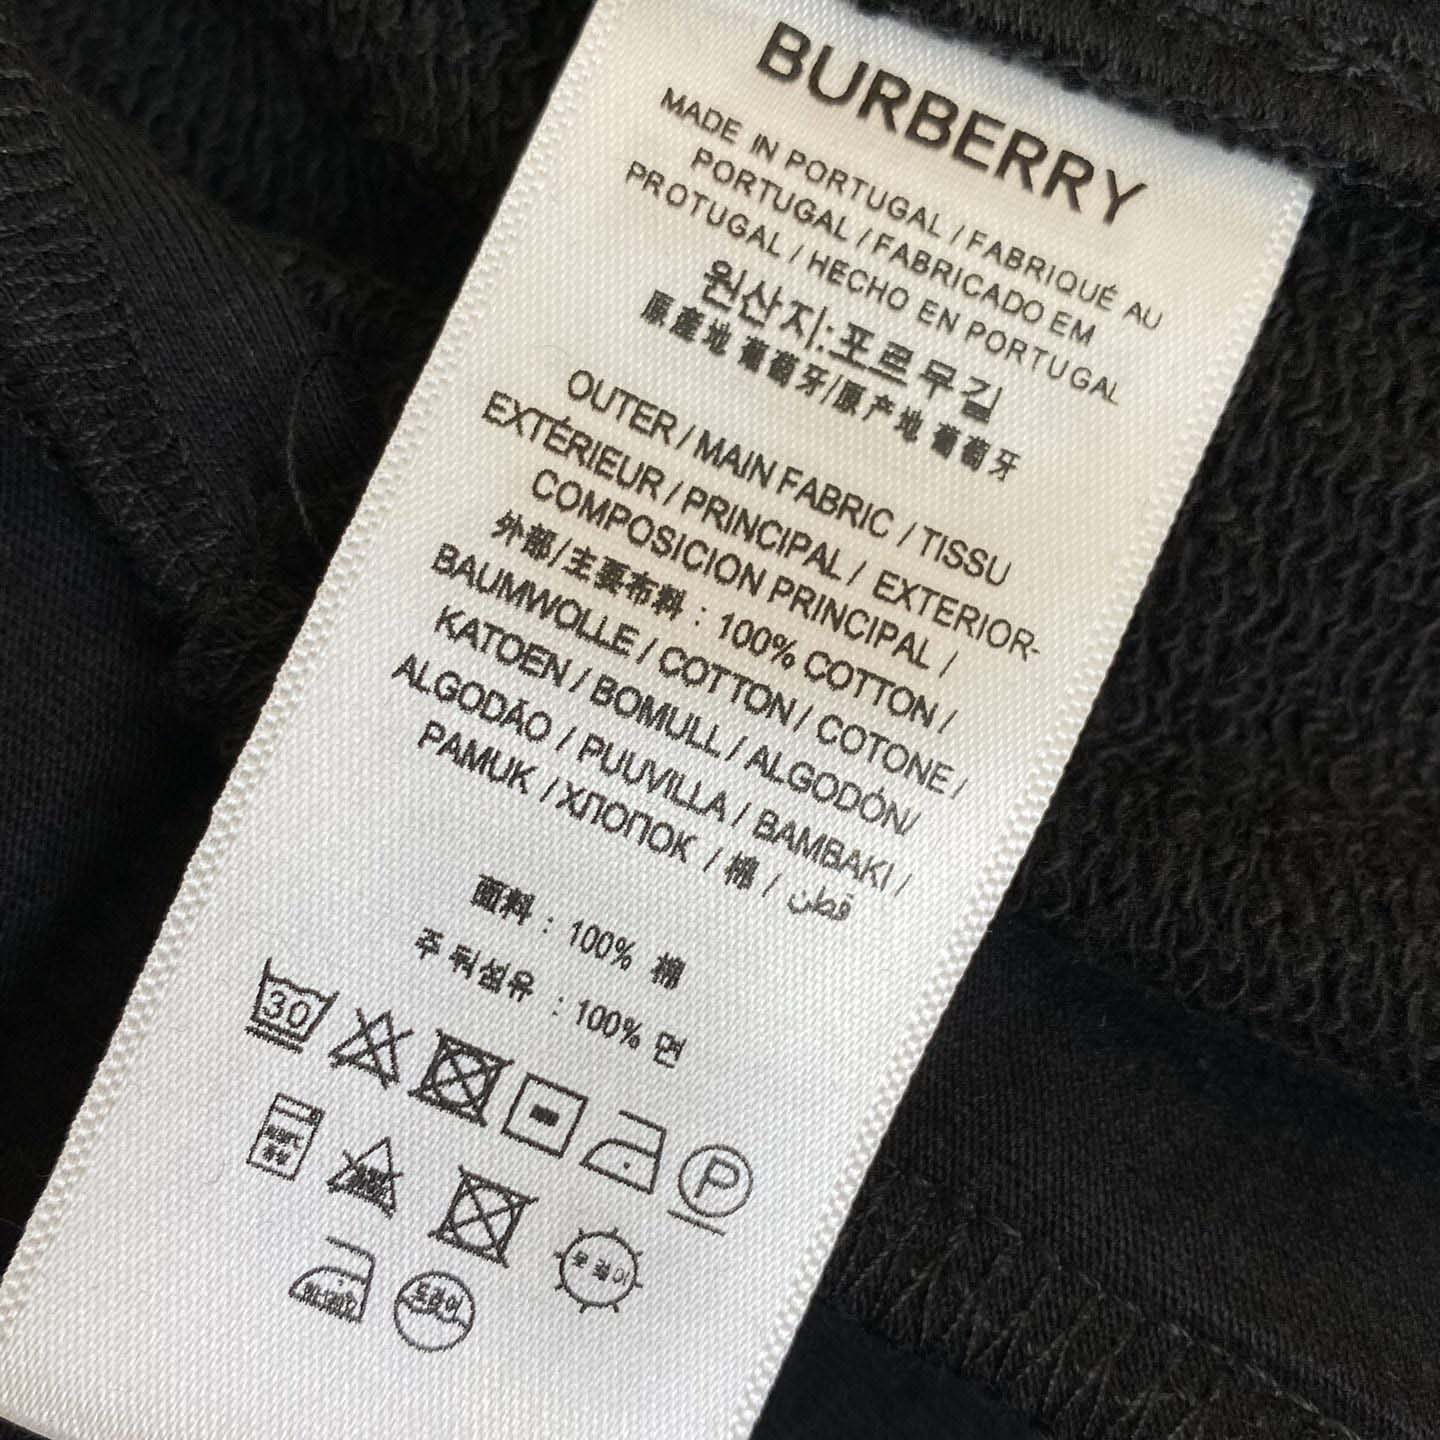 BURBERRY
MADE IN PORTUGAL / FABRIQUÉ AU
PORTUGAL / FABRICADO EM
PROTUGAL / HECHO EN PORTUGAL
원산지:포르무길
原產地 葡萄牙/原产地 葡萄牙
OUTER / MAIN FABRIC / TISSU
EXTÉRIEUR / PRINCIPAL / EXTERIOR-
COMPOSICION PRINCIPAL /
外部/主要布料 : 100% COTTON /
BAUMWOLLE / COTTON / COTONE /
KATOEN / BOMULL / ALGODÓN/
ALGODÃO / PUUVILLA / BAMBAKI /
PAMUK / ХЛОПОК / 棉 / قطن
面料 : 100% 棉
주 뒤섬유 : 100% 면
30
P